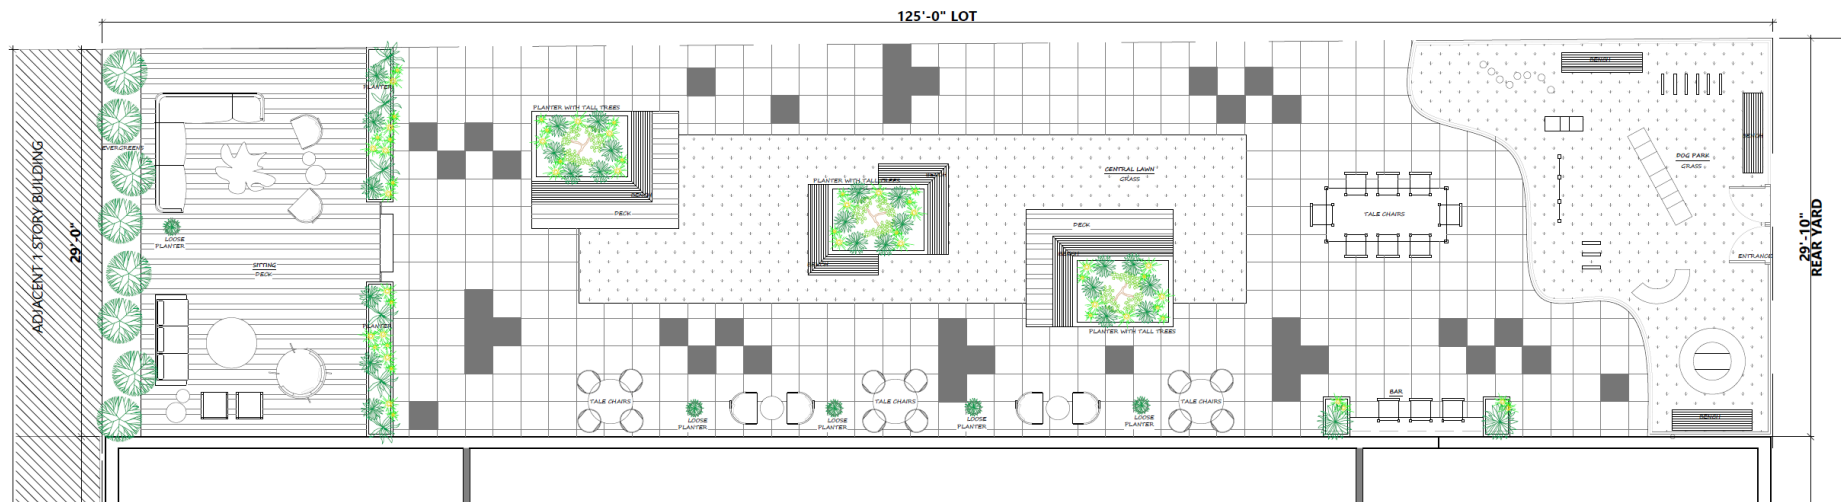 125'-0" LOT
ADJACENT 1 STORY BUILDING
29'-0"
EVERGREENS
PLANTER
LOOSE
PLANTER
SITTING
DECK
PLANTER
PLANTER WITH TALL TREES
BENCH
DECK
PLANTER WITH TALL TREES
BENCH
BENCH
CENTRAL LAWN
GRASS
DECK
BENCH
PLANTER WITH TALL TREES
TALE CHAIRS
BENCH
BENCH
DOG PARK
GRASS
ENTRANCE
29'-10"
REAR YARD
TALE CHAIRS
LOOSE
PLANTER
LOOSE
PLANTER
TALE CHAIRS
LOOSE
PLANTER
LOOSE
PLANTER
TALE CHAIRS
BAR
BENCH